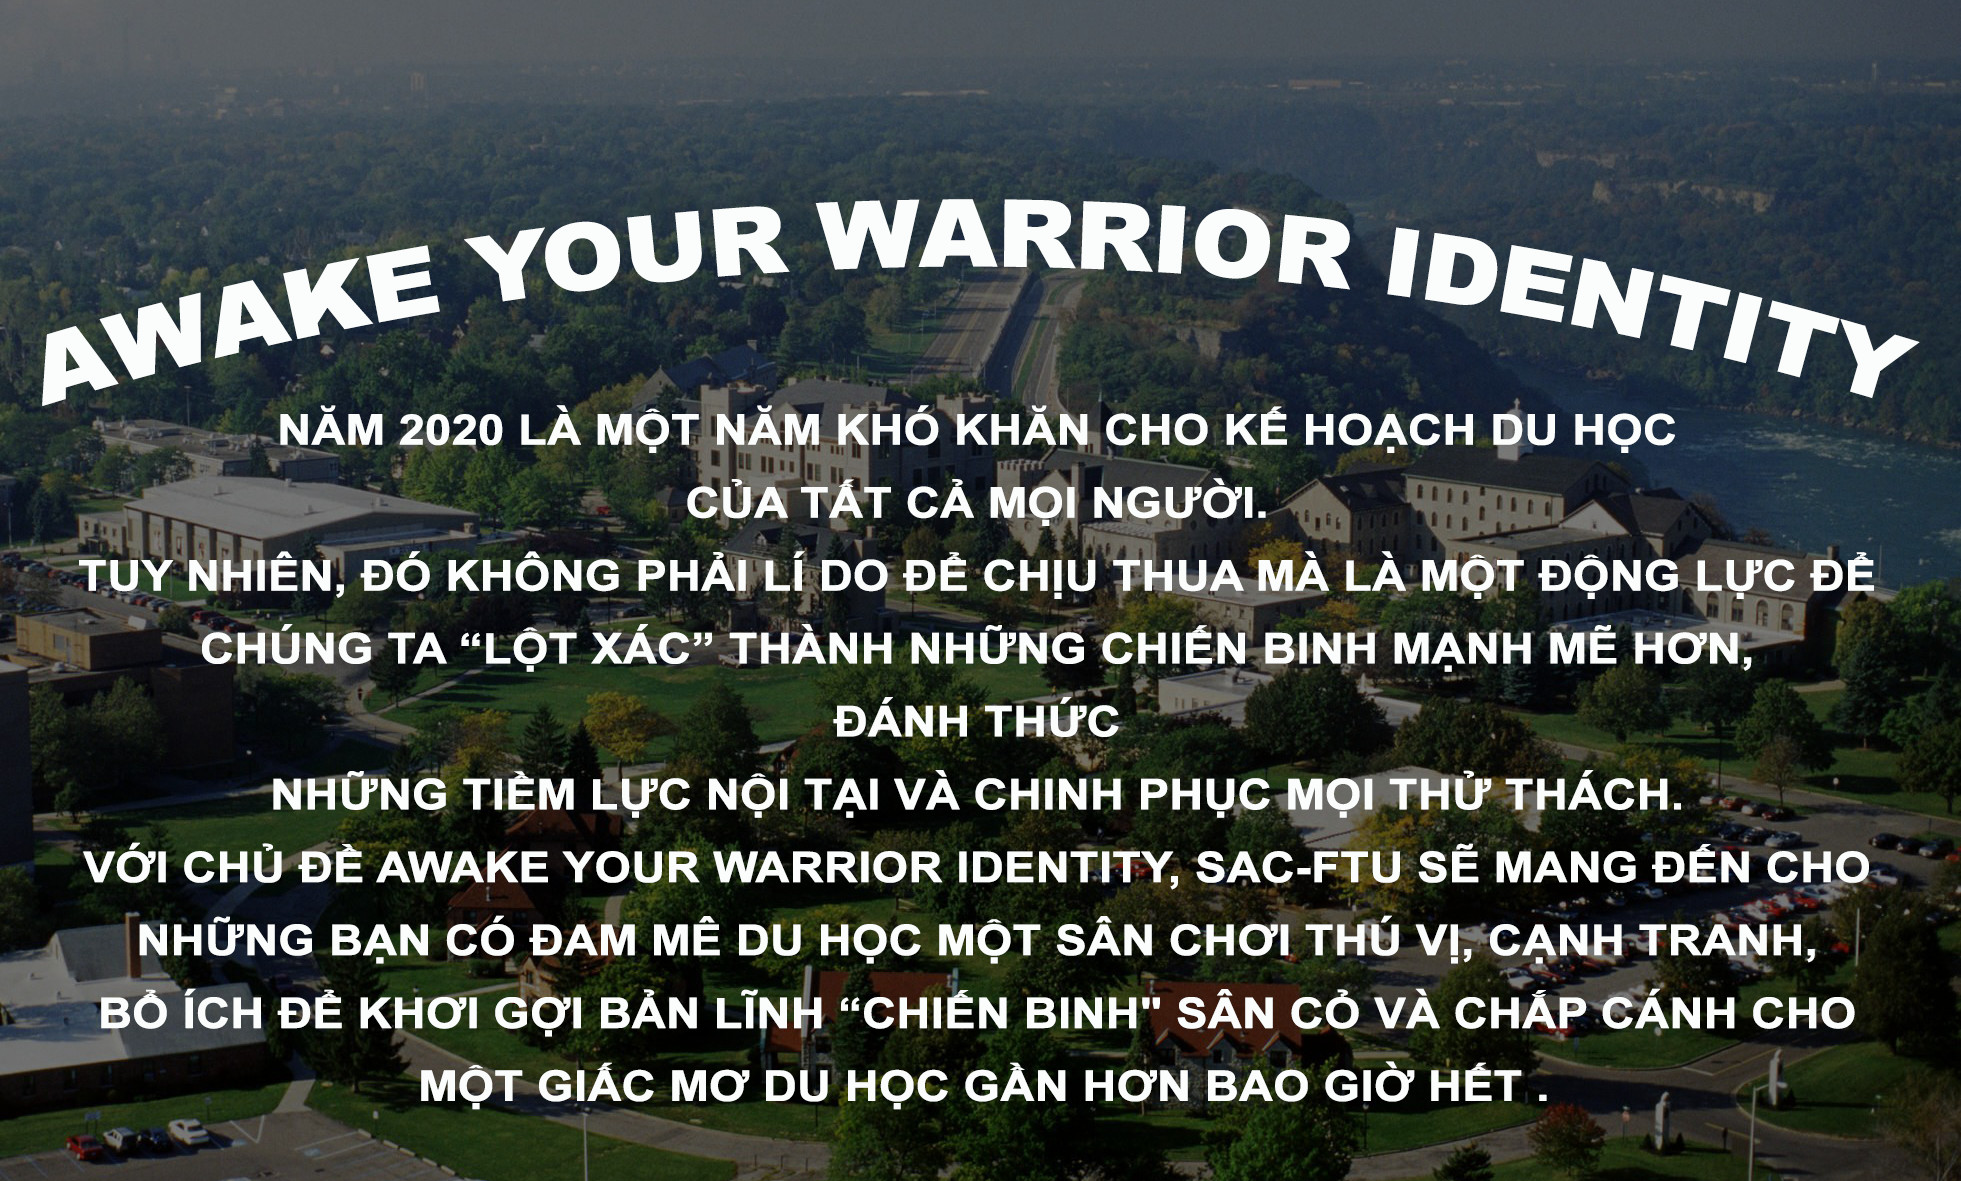 AWAKE YOUR WARRIOR IDENTITY
NĂM 2020 LÀ MỘT NĂM KHÓ KHĂN CHO KẾ HOẠCH DU HỌC
CỦA TẤT CẢ MỌI NGƯỜI.
TUY NHIÊN, ĐÓ KHÔNG PHẢI LÍ DO ĐỂ CHỊU THUA MÀ LÀ MỘT ĐỘNG LỰC ĐỂ
CHÚNG TA “LỘT XÁC” THÀNH NHỮNG CHIẾN BINH MẠNH MẼ HƠN,
ĐÁNH THỨC
NHỮNG TIỀM LỰC NỘI TẠI VÀ CHINH PHỤC MỌI THỬ THÁCH.
VỚI CHỦ ĐỀ AWAKE YOUR WARRIOR IDENTITY, SAC-FTU SẼ MANG ĐẾN CHO
NHỮNG BẠN CÓ ĐAM MÊ DU HỌC MỘT SÂN CHƠI THÚ VỊ, CẠNH TRANH,
BỔ ÍCH ĐỂ KHƠI GỢI BẢN LĨNH “CHIẾN BINH" SÂN CỎ VÀ CHẮP CÁNH CHO
MỘT GIẤC MƠ DU HỌC GẦN HƠN BAO GIỜ HẾT .